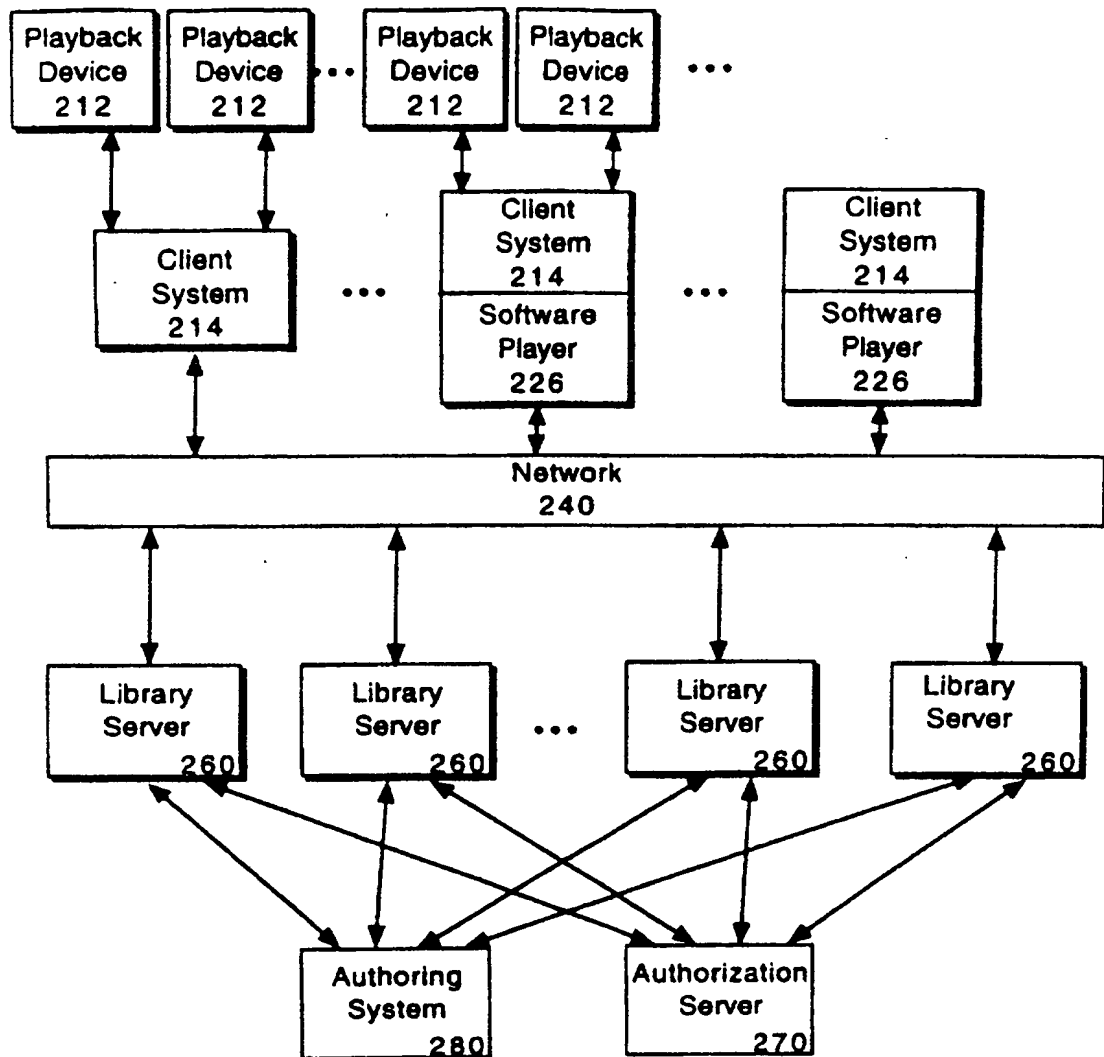 Playback
Device
212
Playback
Device
212
Playback
Device
212
Playback
Device
212
Client
System
214
Client
System
214
Software
Player
226
Client
System
214
Software
Player
226
Network
240
Library
Server
260
Library
Server
260
Library
Server
260
Library
Server
260
Authoring
System
280
Authorization
Server
270